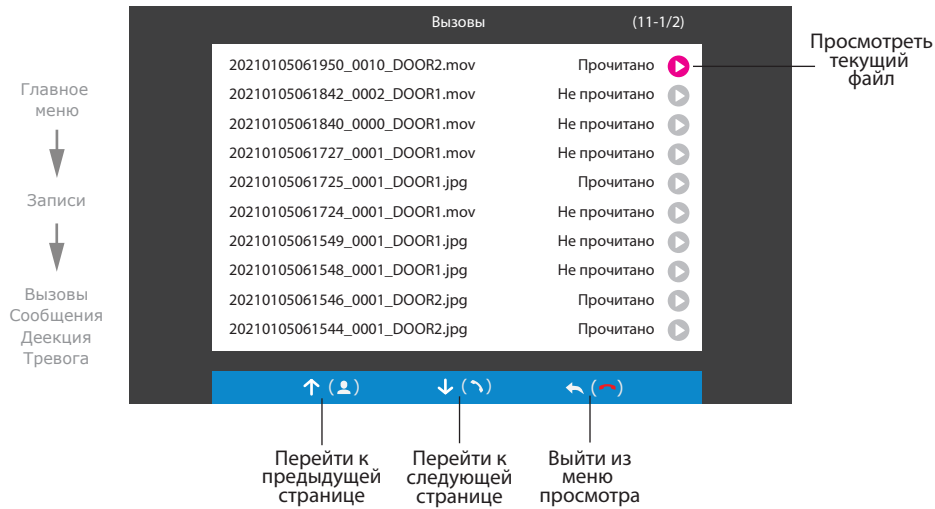 Вызовы (11-1/2)
20210105061950_0010_DOOR2.mov Прочитано
20210105061842_0002_DOOR1.mov Не прочитано
20210105061840_0000_DOOR1.mov Не прочитано
20210105061727_0001_DOOR1.mov Не прочитано
20210105061725_0001_DOOR1.jpg Прочитано
20210105061724_0001_DOOR1.mov Не прочитано
20210105061549_0001_DOOR1.jpg Не прочитано
20210105061548_0001_DOOR1.jpg Не прочитано
20210105061546_0001_DOOR2.jpg Прочитано
20210105061544_0001_DOOR2.jpg Прочитано
Просмотреть
текущий
файл
Главное
меню
Записи
Вызовы
Сообщения
Деекция
Тревога
Перейти к
предыдущей
странице
Перейти к
следующей
странице
Выйти из
меню
просмотра